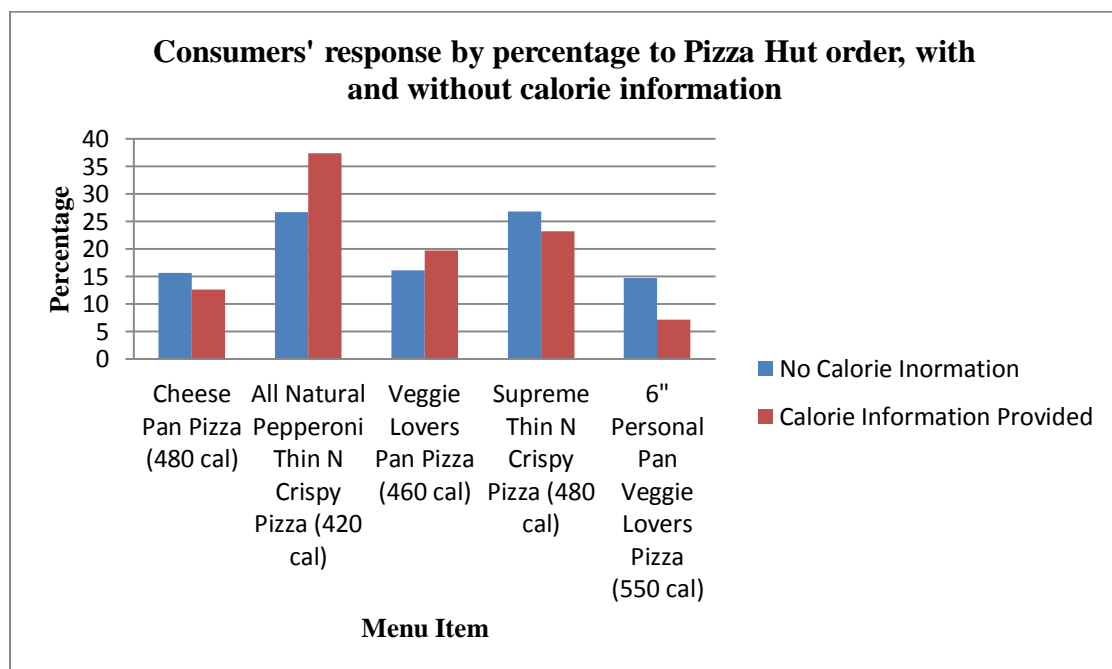 Consumers' response by percentage to Pizza Hut order, with
and without calorie information
Percentage
40
35
30
25
20
15
10
5
0
Cheese
Pan Pizza
(480 cal)
All Natural
Pepperoni
Thin N
Crispy
Pizza (420
cal)
Veggie
Lovers
Pan Pizza
(460 cal)
Supreme
Thin N
Crispy
Pizza (480
cal)
6"
Personal
Pan
Veggie
Lovers
Pizza
(550 cal)
Menu Item
No Calorie Inormation
Calorie Information Provided